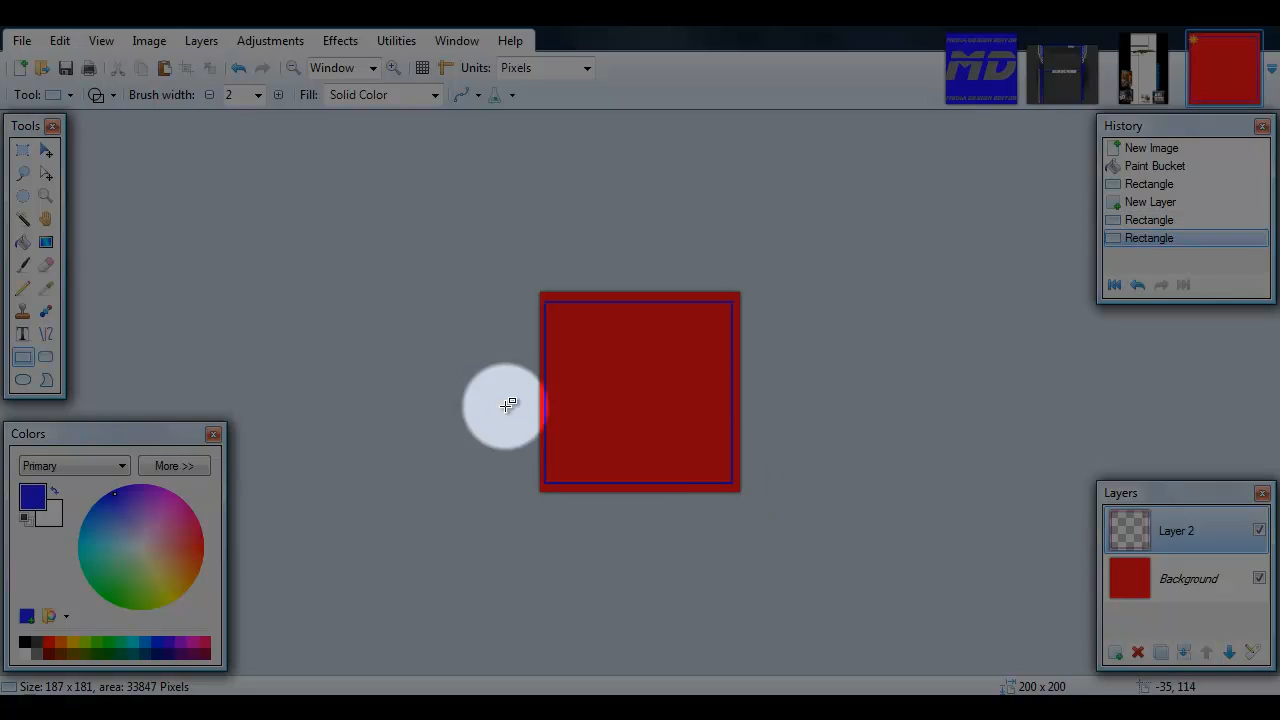 File Edit View Image Layers Adjustments Effects Utilities Window Help
Window Units: Pixels
Tool: Brush width: 2 Fill: Solid Color
MD
SUBSCRIBE
Tools
History
New Image
Paint Bucket
Rectangle
New Layer
Rectangle
Rectangle
Colors
Primary
More >>
Layers
Layer 2
Background
Size: 187 x 181, area: 33847 Pixels
200 x 200
-35, 114